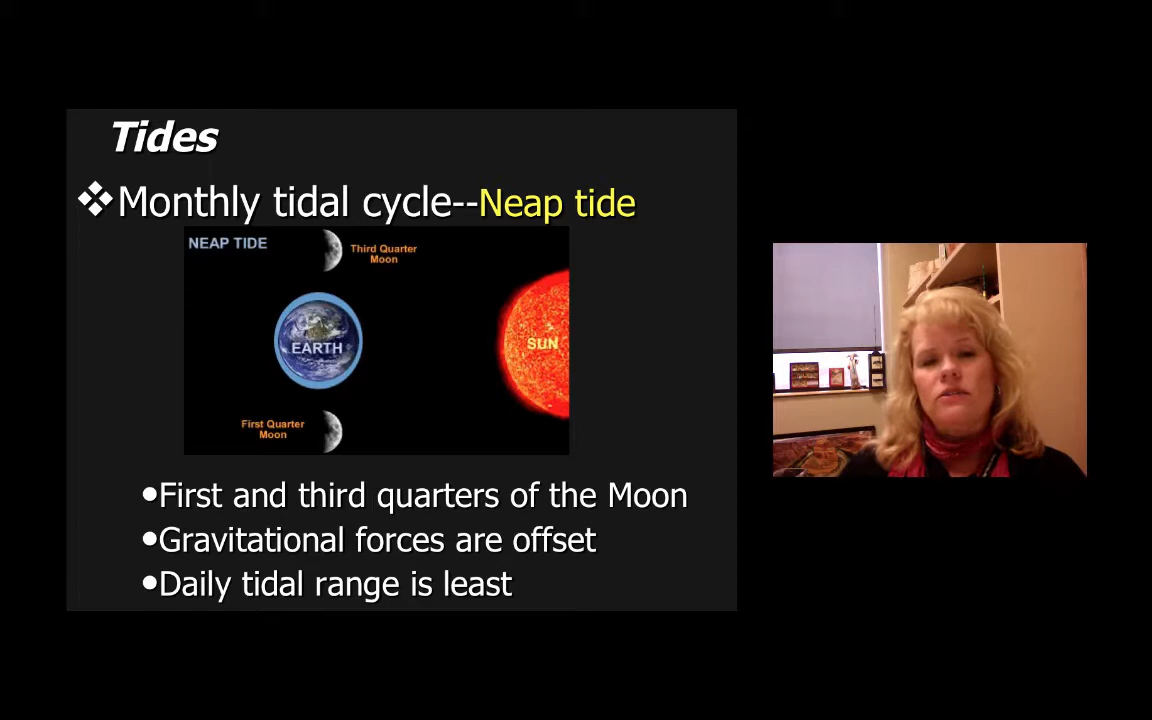 Tides
❖Monthly tidal cycle--Neap tide
NEAP TIDE
Third Quarter
Moon
EARTH
SUN
First Quarter
Moon
•First and third quarters of the Moon
•Gravitational forces are offset
•Daily tidal range is least